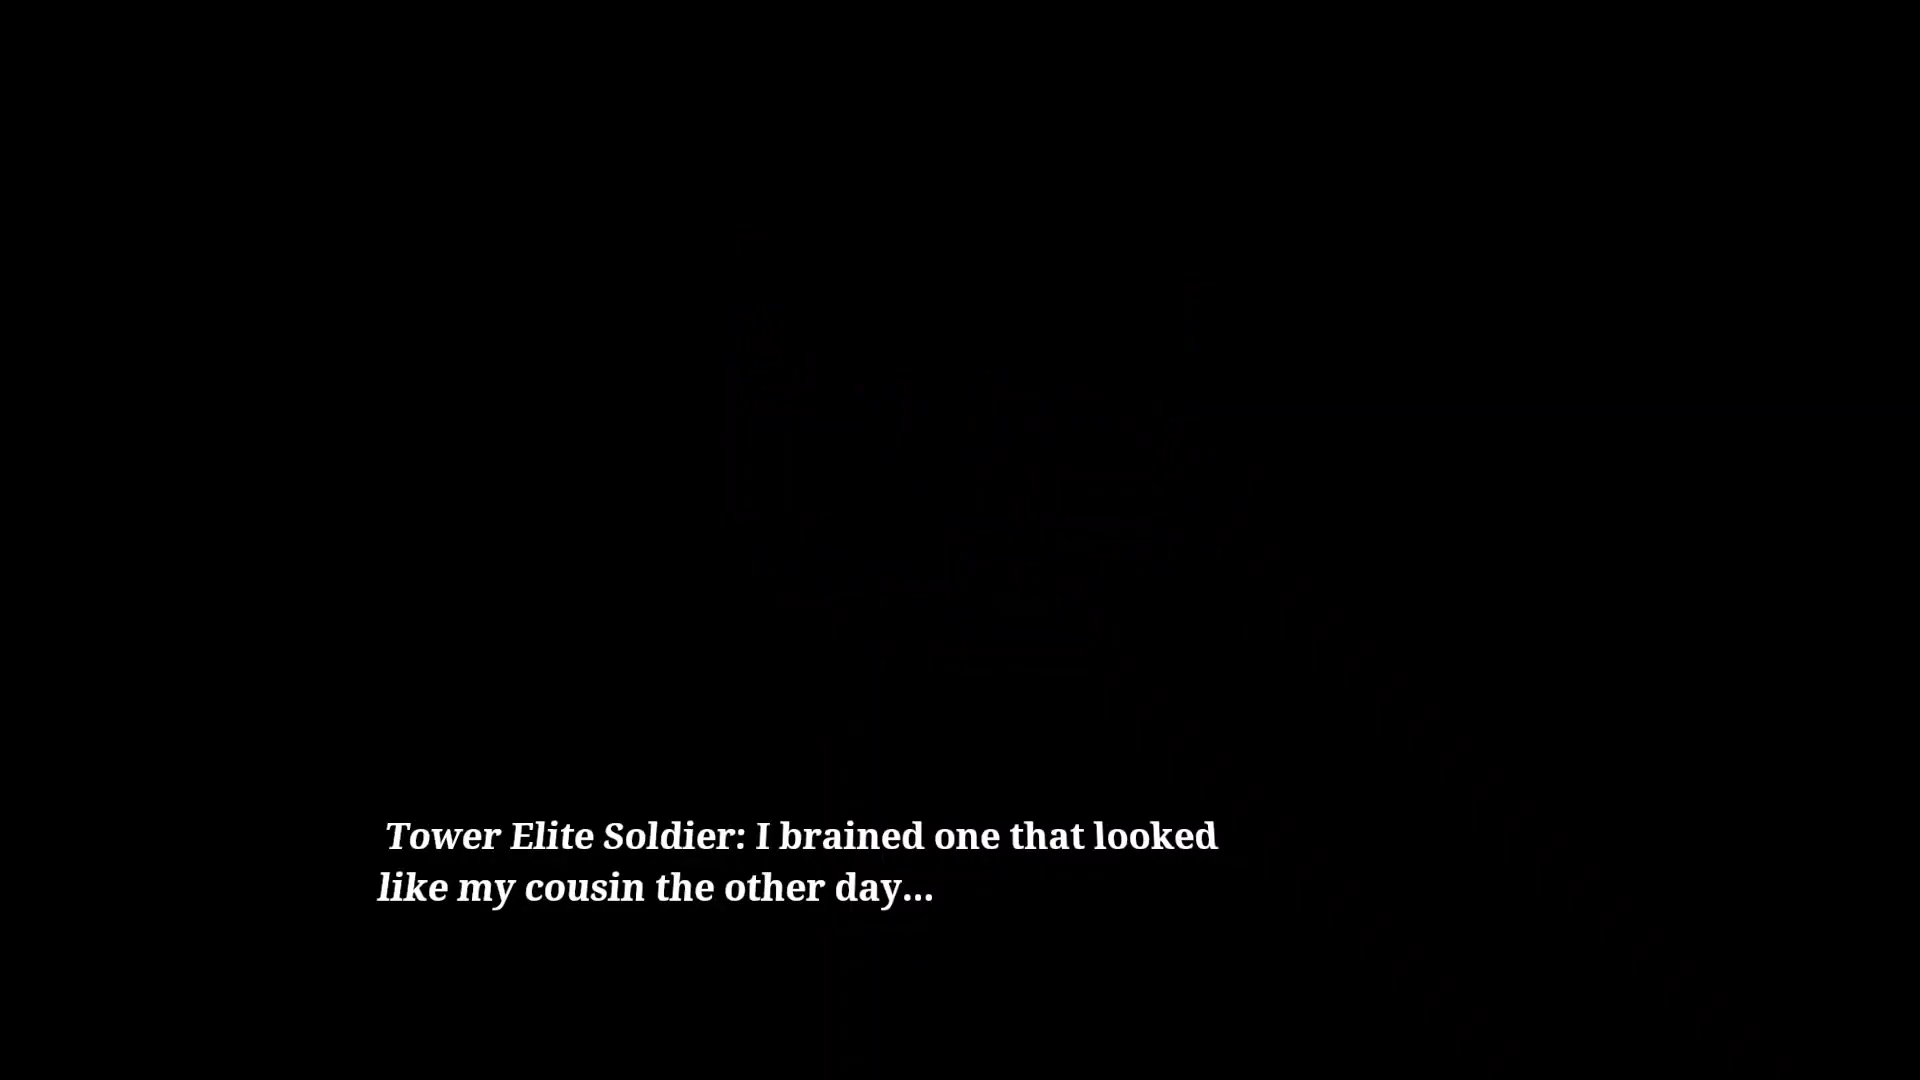 Tower Elite Soldier: I brained one that looked
like my cousin the other day...